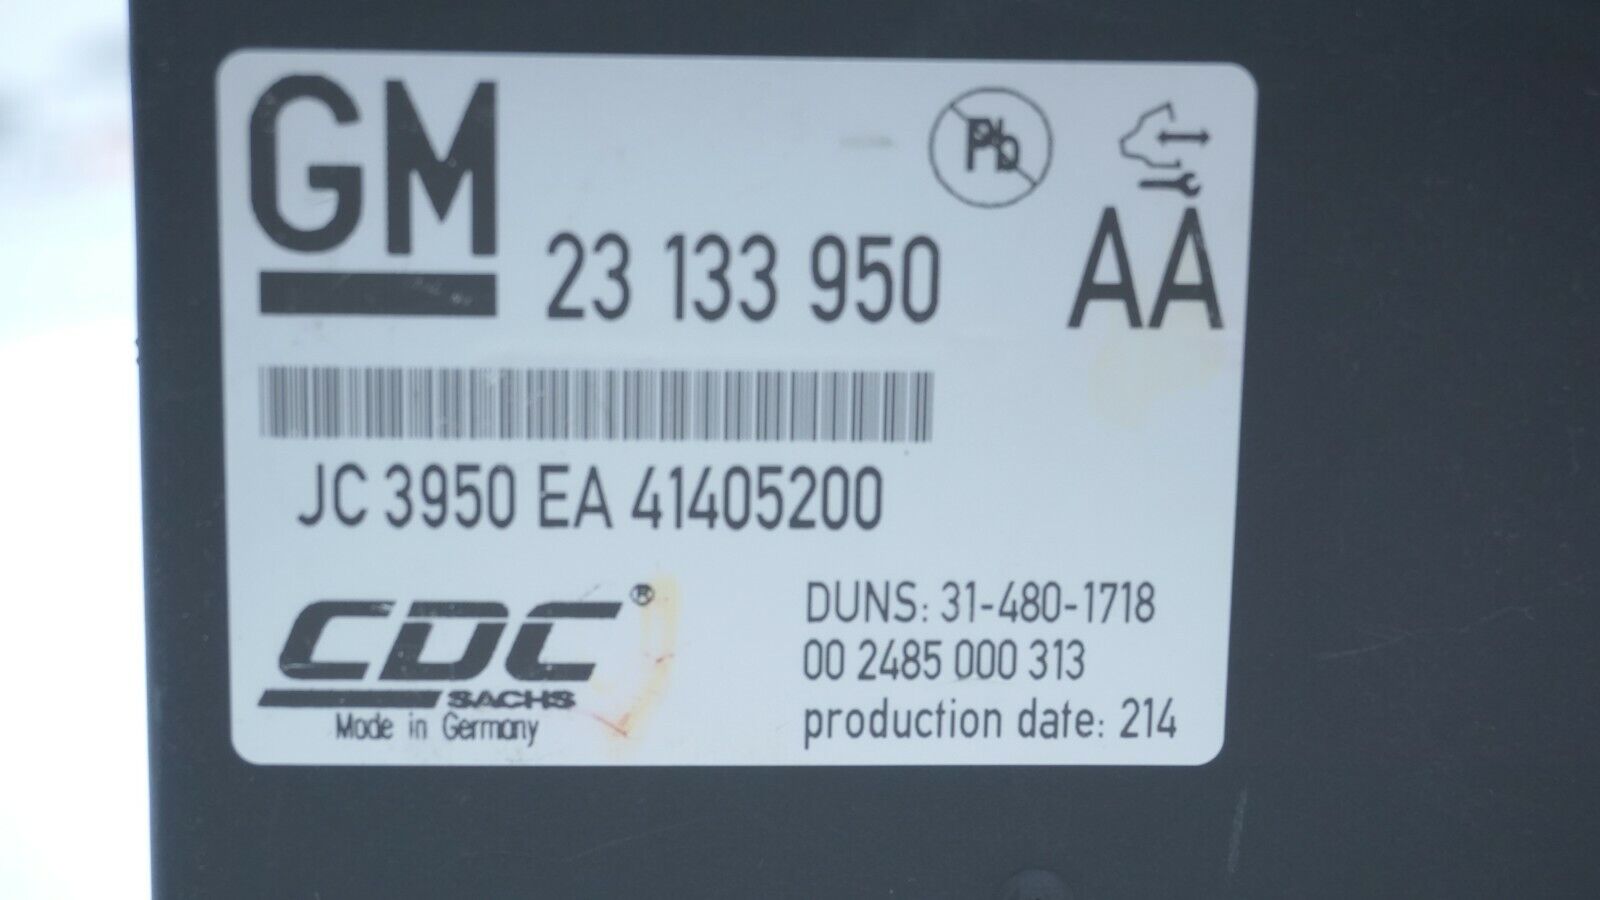 GM
Pb
23 133 950
AA
JC 3950 EA 41405200
CDC®
SACHS
Made in Germany
DUNS: 31-480-1718
00 2485 000 313
production date: 214